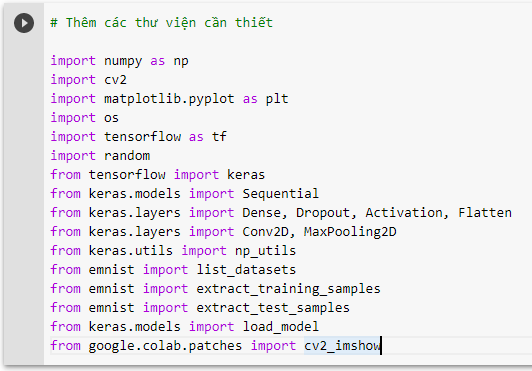 # Thêm các thư viện cần thiết
import numpy as np
import cv2
import matplotlib.pyplot as plt
import os
import tensorflow as tf
import random
from tensorflow import keras
from keras.models import Sequential
from keras.layers import Dense, Dropout, Activation, Flatten
from keras.layers import Conv2D, MaxPooling2D
from keras.utils import np_utils
from emnist import list_datasets
from emnist import extract_training_samples
from emnist import extract_test_samples
from keras.models import load_model
from google.colab.patches import cv2_imshow